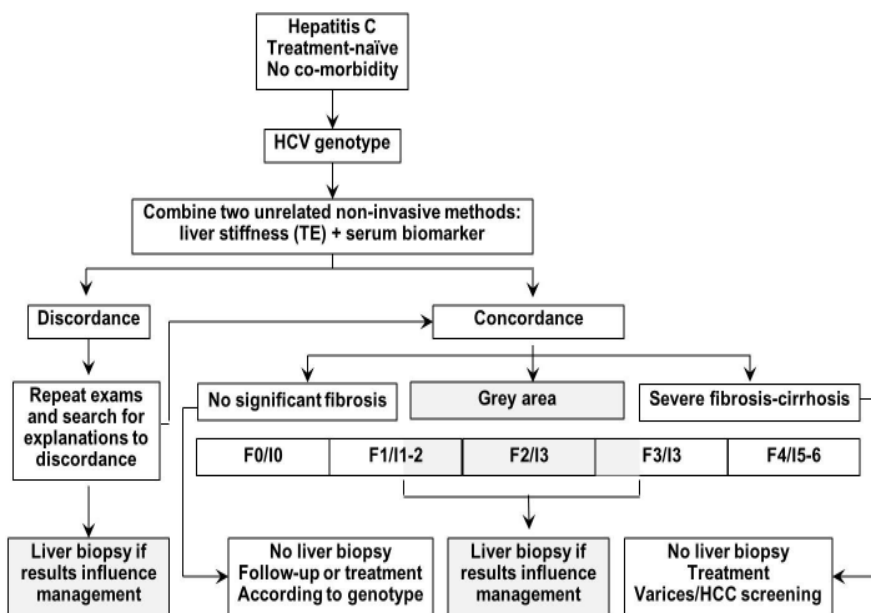 Hepatitis C
Treatment-naïve
No co-morbidity
HCV genotype
Combine two unrelated non-invasive methods:
liver stiffness (TE) + serum biomarker
Discordance
Concordance
Repeat exams
and search for
explanations to
discordance
No significant fibrosis
Grey area
Severe fibrosis-cirrhosis
F0/I0
F1/I1-2
F2/I3
F3/I3
F4/I5-6
Liver biopsy if
results influence
management
No liver biopsy
Follow-up or treatment
According to genotype
Liver biopsy if
results influence
management
No liver biopsy
Treatment
Varices/HCC screening